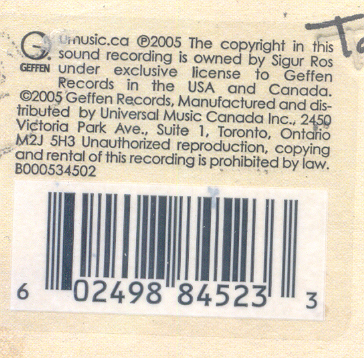 umusic.ca ℗2005 The copyright in this
sound recording is owned by Sigur Ros
GEFFEN under exclusive license to Geffen
Records in the USA and Canada.
©2005 Geffen Records, Manufactured and dis-
tributed by Universal Music Canada Inc., 2450
Victoria Park Ave., Suite 1, Toronto, Ontario
M2J 5H3 Unauthorized reproduction, copying
and rental of this recording is prohibited by law.
B000534502
6 02498 84523 3